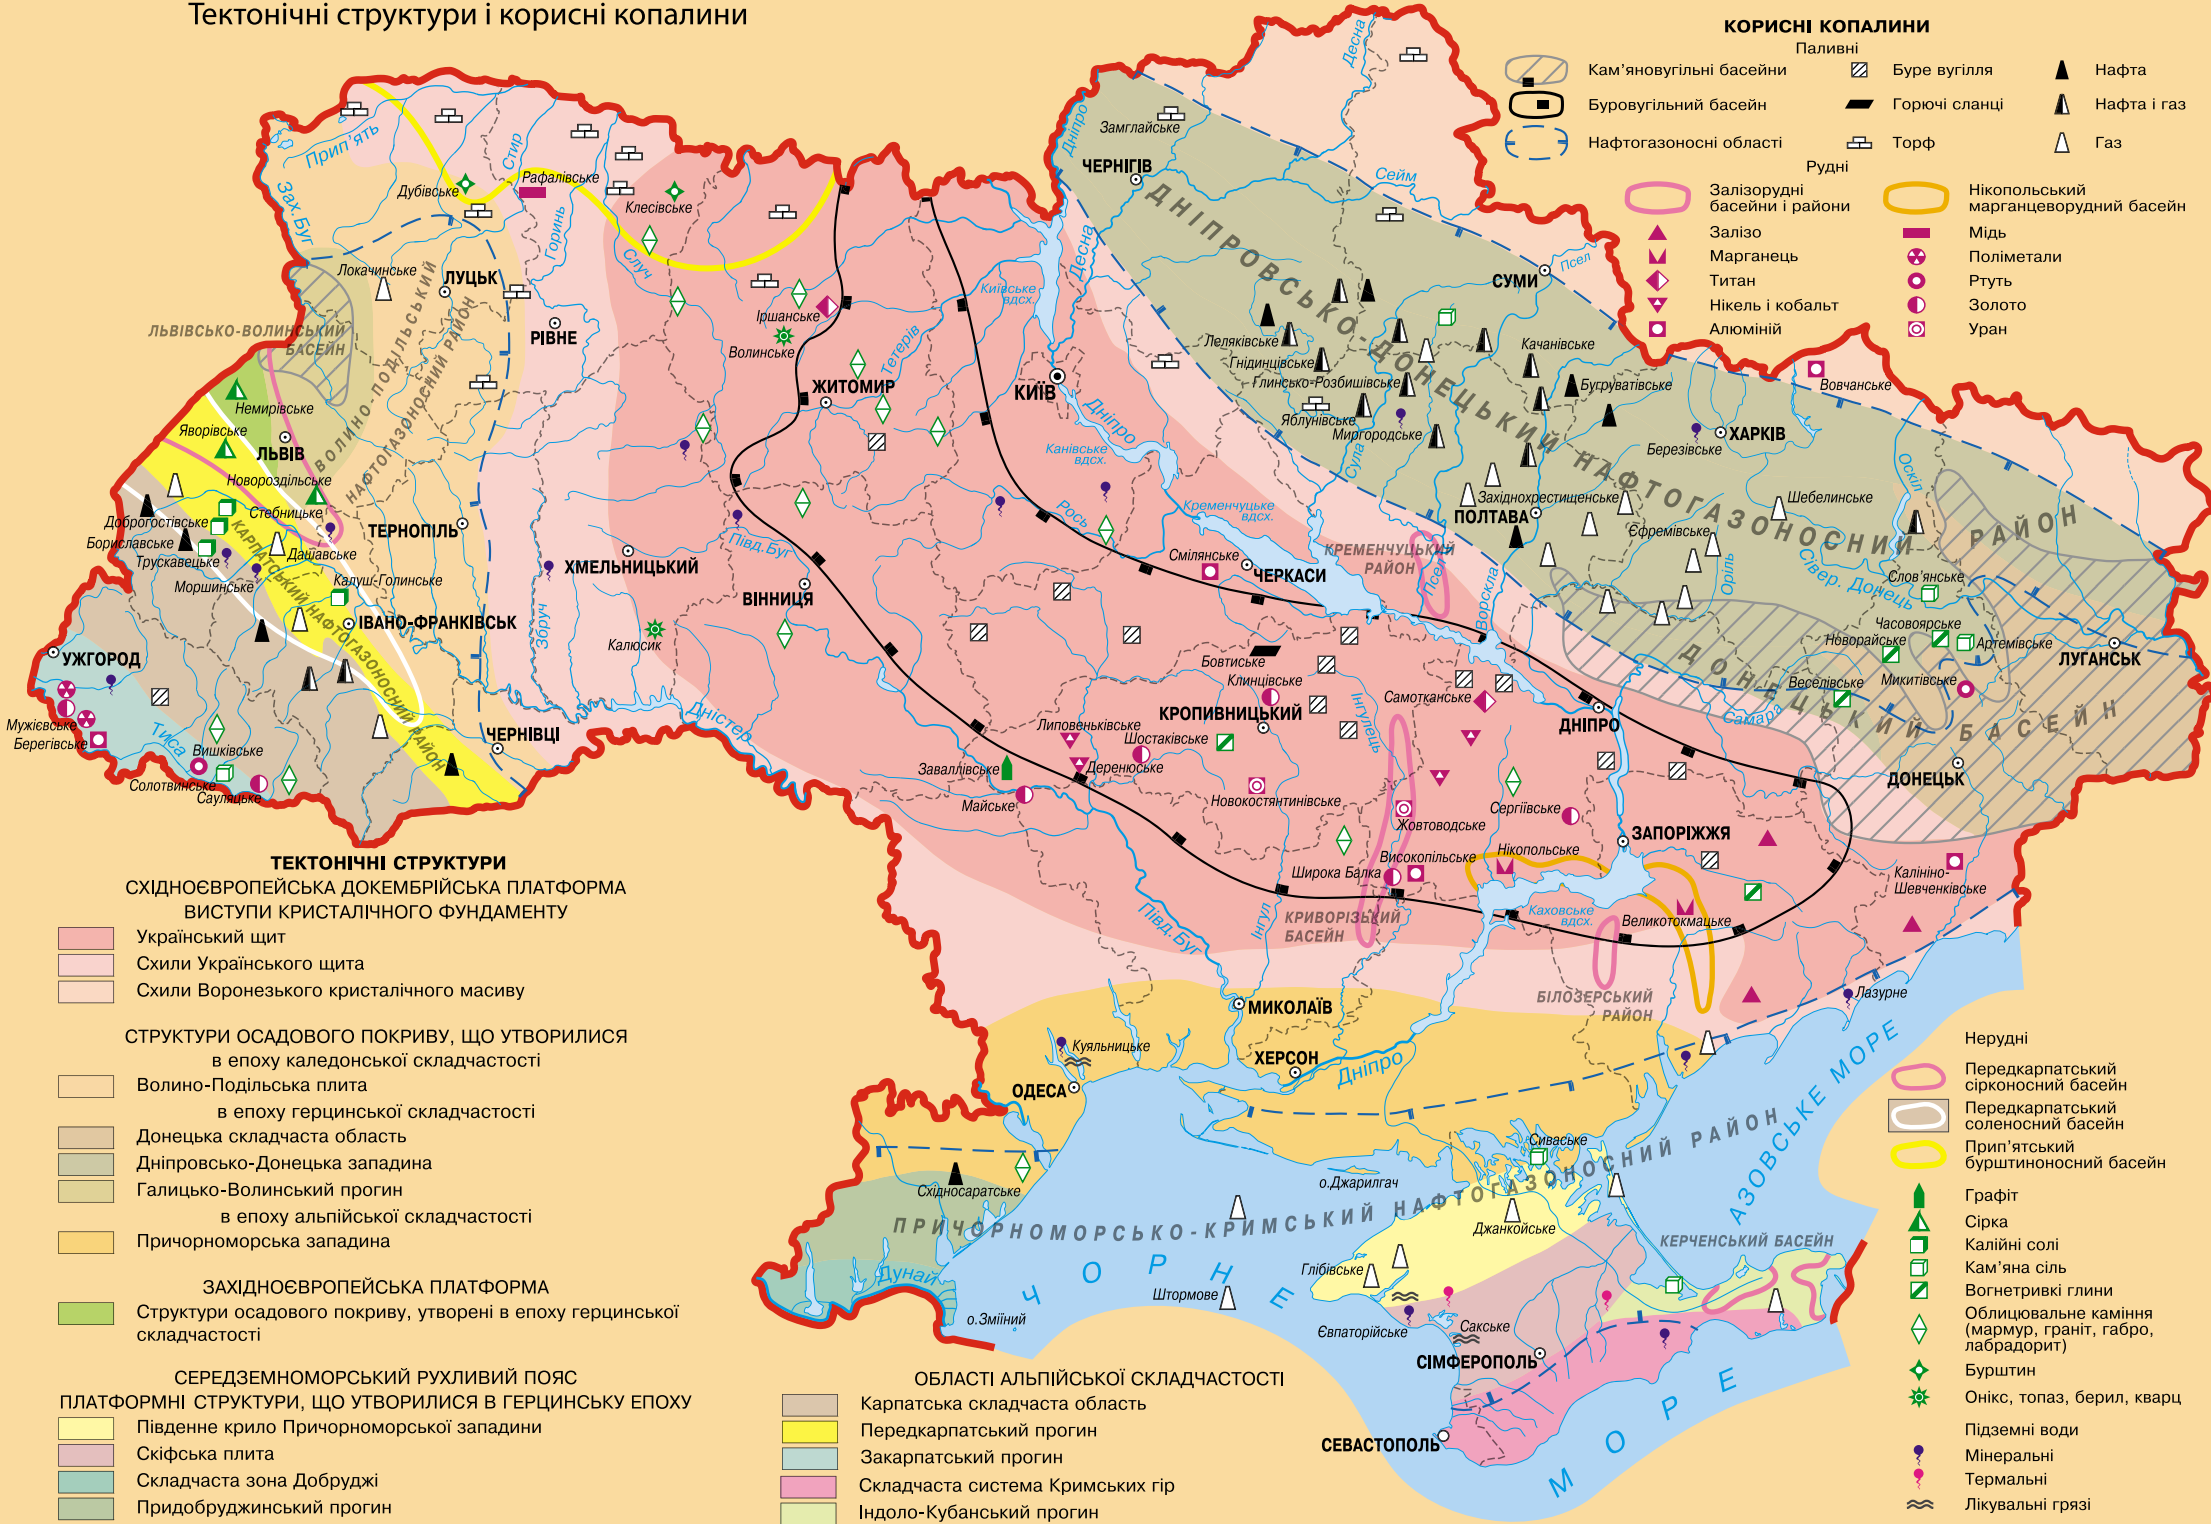 Тектонічні структури і корисні копалини
КОРИСНІ КОПАЛИНИ
Паливні
Кам’яновугільні басейни
Буре вугілля
Нафта
Буровугільний басейн
Горючі сланці
Нафта і газ
Нафтогазоносні області
Торф
Газ
Рудні
Залізорудні
басейни і райони
Нікопольський
марганцеворудний басейн
Залізо
Мідь
Марганець
Поліметали
Титан
Ртуть
Нікель і кобальт
Золото
Алюміній
Уран
Прип’ять
Зах. Буг
Стир
Горинь
Случ
Дубівське
Рафалівське
Клесівське
Локачинське
ЛУЦЬК
РІВНЕ
ЛЬВІВСЬКО-ВОЛИНСЬКИЙ
БАСЕЙН
ВОЛИНО-ПОДІЛЬСЬКИЙ
НАФТОГАЗОНОСНИЙ РАЙОН
Іршанське
Волинське
Тетерів
ЖИТОМИР
Київське
вдсх.
КИЇВ
Дніпро
Десна
Десна
Замглайське
ЧЕРНІГІВ
Сейм
СУМИ
Псел
ДНІПРОВСЬКО-ДОНЕЦЬКИЙ НАФТОГАЗОНОСНИЙ РАЙОН
Леляківське
Гнідинцівське
Глинсько-Розбишівське
Яблунівське
Миргородське
Качанівське
Бугруватівське
Вовчанське
Березівське
ХАРКІВ
Немирівське
Яворівське
ЛЬВІВ
Новороздільське
Стебницьке
Доброгостівське
Бориславське
Трускавецьке
Моршинське
Дашавське
Калуш-Голинське
КАРПАТСЬКИЙ НАФТОГАЗОНОСНИЙ РАЙОН
ТЕРНОПІЛЬ
ІВАНО-ФРАНКІВСЬК
Збруч
ХМЕЛЬНИЦЬКИЙ
Калюсик
Півд. Буг
ВІННИЦЯ
Дністер
Дніпро
Канівське
вдсх.
Рось
Кременчуцьке
вдсх.
Смілянське
ЧЕРКАСИ
КРЕМЕНЧУЦЬКИЙ
РАЙОН
Сула
Псел
Ворскла
Західнохрестищенське
ПОЛТАВА
Єфремівське
Шебелинське
Оскіл
Оріль
Сівер. Донець
Слов’янське
Часовоярське
Новорайське
Артемівське
Микитівське
Веселівське
ЛУГАНСЬК
ДОНЕЦЬКИЙ БАСЕЙН
Самара
ДОНЕЦЬК
УЖГОРОД
Мужієвське
Берегівське
Тиса
Вишківське
Солотвинське
Сауляцьке
ЧЕРНІВЦІ
Бовтиське
Клинцівське
КРОПИВНИЦЬКИЙ
Липовеньківське
Шостаківське
Деренюське
Заваллівське
Майське
Новокостянтинівське
Інгулець
Самотканське
ДНІПРО
Жовтоводське
Сергіївське
ЗАПОРІЖЖЯ
Високопільське
Широка Балка
Нікопольське
КРИВОРІЗЬКИЙ
БАСЕЙН
Каховське
вдсх.
Великотокмацьке
Калініно-
Шевченківське
БІЛОЗЕРСЬКИЙ
РАЙОН
Лазурне
Півд. Буг
Інгул
МИКОЛАЇВ
ХЕРСОН
Дніпро
Куяльницьке
ОДЕСА
Східносаратське
Дунай
о.Зміїний
о.Джарилгач
Сиваське
ПРИЧОРНОМОРСЬКО-КРИМСЬКИЙ НАФТОГАЗОНОСНИЙ РАЙОН
АЗОВСЬКЕ МОРЕ
Джанкойське
КЕРЧЕНСЬКИЙ БАСЕЙН
Глібівське
Штормове
Євпаторійське
Сакське
СІМФЕРОПОЛЬ
СЕВАСТОПОЛЬ
ЧОРНЕ
МОРЕ
ТЕКТОНІЧНІ СТРУКТУРИ
СХІДНОЄВРОПЕЙСЬКА ДОКЕМБРІЙСЬКА ПЛАТФОРМА
ВИСТУПИ КРИСТАЛІЧНОГО ФУНДАМЕНТУ
Український щит
Схили Українського щита
Схили Воронезького кристалічного масиву
СТРУКТУРИ ОСАДОВОГО ПОКРИВУ, ЩО УТВОРИЛИСЯ
в епоху каледонської складчастості
Волино-Подільська плита
в епоху герцинської складчастості
Донецька складчаста область
Дніпровсько-Донецька западина
Галицько-Волинський прогин
в епоху альпійської складчастості
Причорноморська западина
ЗАХІДНОЄВРОПЕЙСЬКА ПЛАТФОРМА
Структури осадового покриву, утворені в епоху герцинської
складчастості
СЕРЕДЗЕМНОМОРСЬКИЙ РУХЛИВИЙ ПОЯС
ПЛАТФОРМНІ СТРУКТУРИ, ЩО УТВОРИЛИСЯ В ГЕРЦИНСЬКУ ЕПОХУ
Південне крило Причорноморської западини
Скіфська плита
Складчаста зона Добруджі
Придобруджинський прогин
ОБЛАСТІ АЛЬПІЙСЬКОЇ СКЛАДЧАСТОСТІ
Карпатська складчаста область
Передкарпатський прогин
Закарпатський прогин
Складчаста система Кримських гір
Індоло-Кубанський прогин
Нерудні
Передкарпатський
сірконосний басейн
Передкарпатський
соленосний басейн
Прип’ятський
бурштиноносний басейн
Графіт
Сірка
Калійні солі
Кам’яна сіль
Вогнетривкі глини
Облицювальне каміння
(мармур, граніт, габро,
лабрадорит)
Бурштин
Онікс, топаз, берил, кварц
Підземні води
Мінеральні
Термальні
Лікувальні грязі